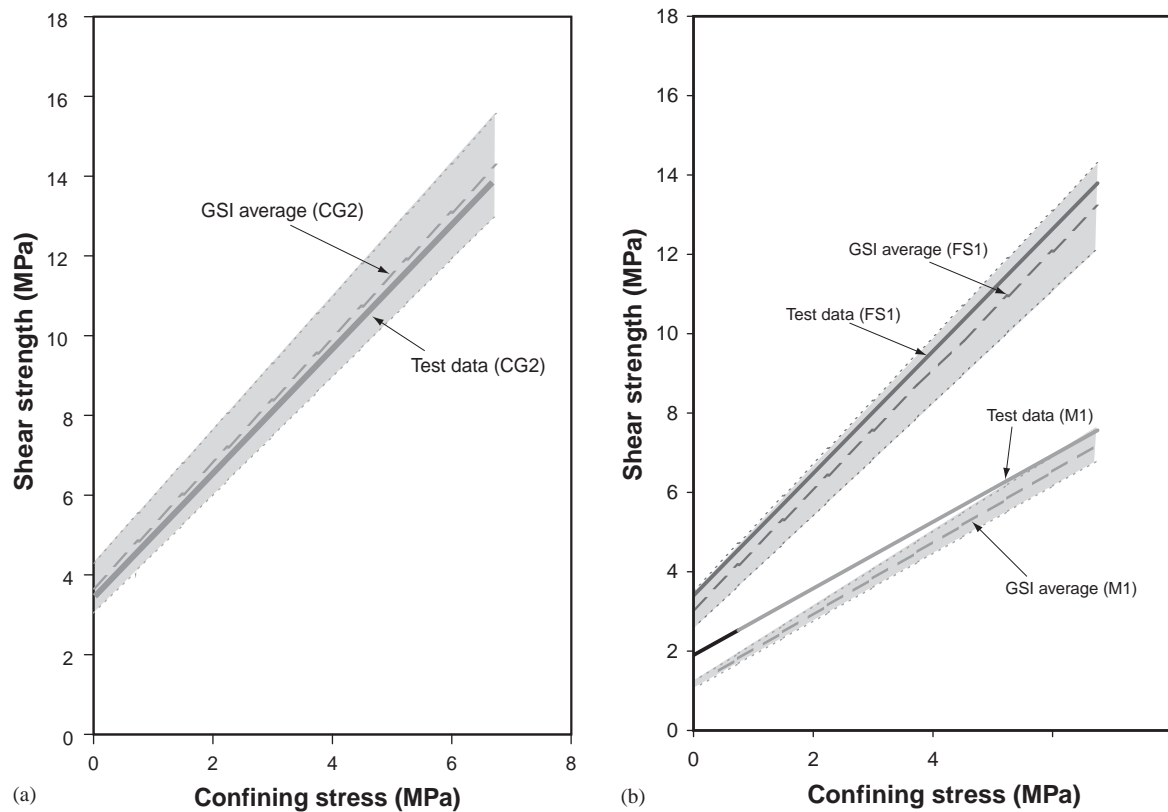 18
16
14
12
10
8
6
4
2
0
Shear strength (MPa)
GSI average (CG2)
Test data (CG2)
0 2 4 6 8
(a)
Confining stress (MPa)
18
16
14
12
10
8
6
4
2
0
Shear strength (MPa)
GSI average (FS1)
Test data (FS1)
Test data (M1)
GSI average (M1)
0 2 4
(b)
Confining stress (MPa)